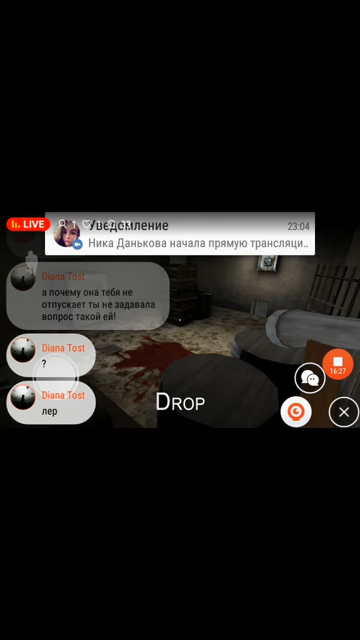 LIVE
Уведомление
23:04
Ника Данькова начала прямую трансляци..
Diana Tost
а почему она тебя не
отпускает ты не задавала
вопрос такой ей!
Diana Tost
?
Diana Tost
лер
DROP
16:27